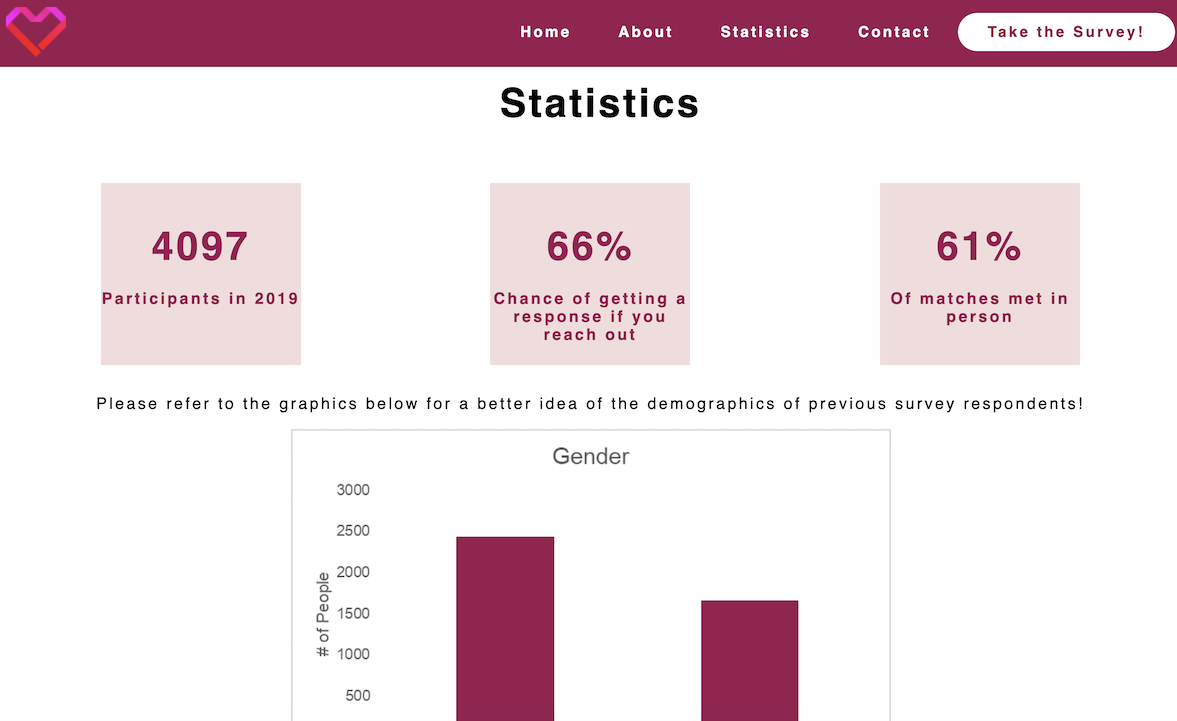 Home About Statistics Contact Take the Survey!
Statistics
4097
Participants in 2019
66%
Chance of getting a
response if you
reach out
61%
Of matches met in
person
Please refer to the graphics below for a better idea of the demographics of previous survey respondents!
Gender
3000
2500
2000
1500
1000
500
# of People